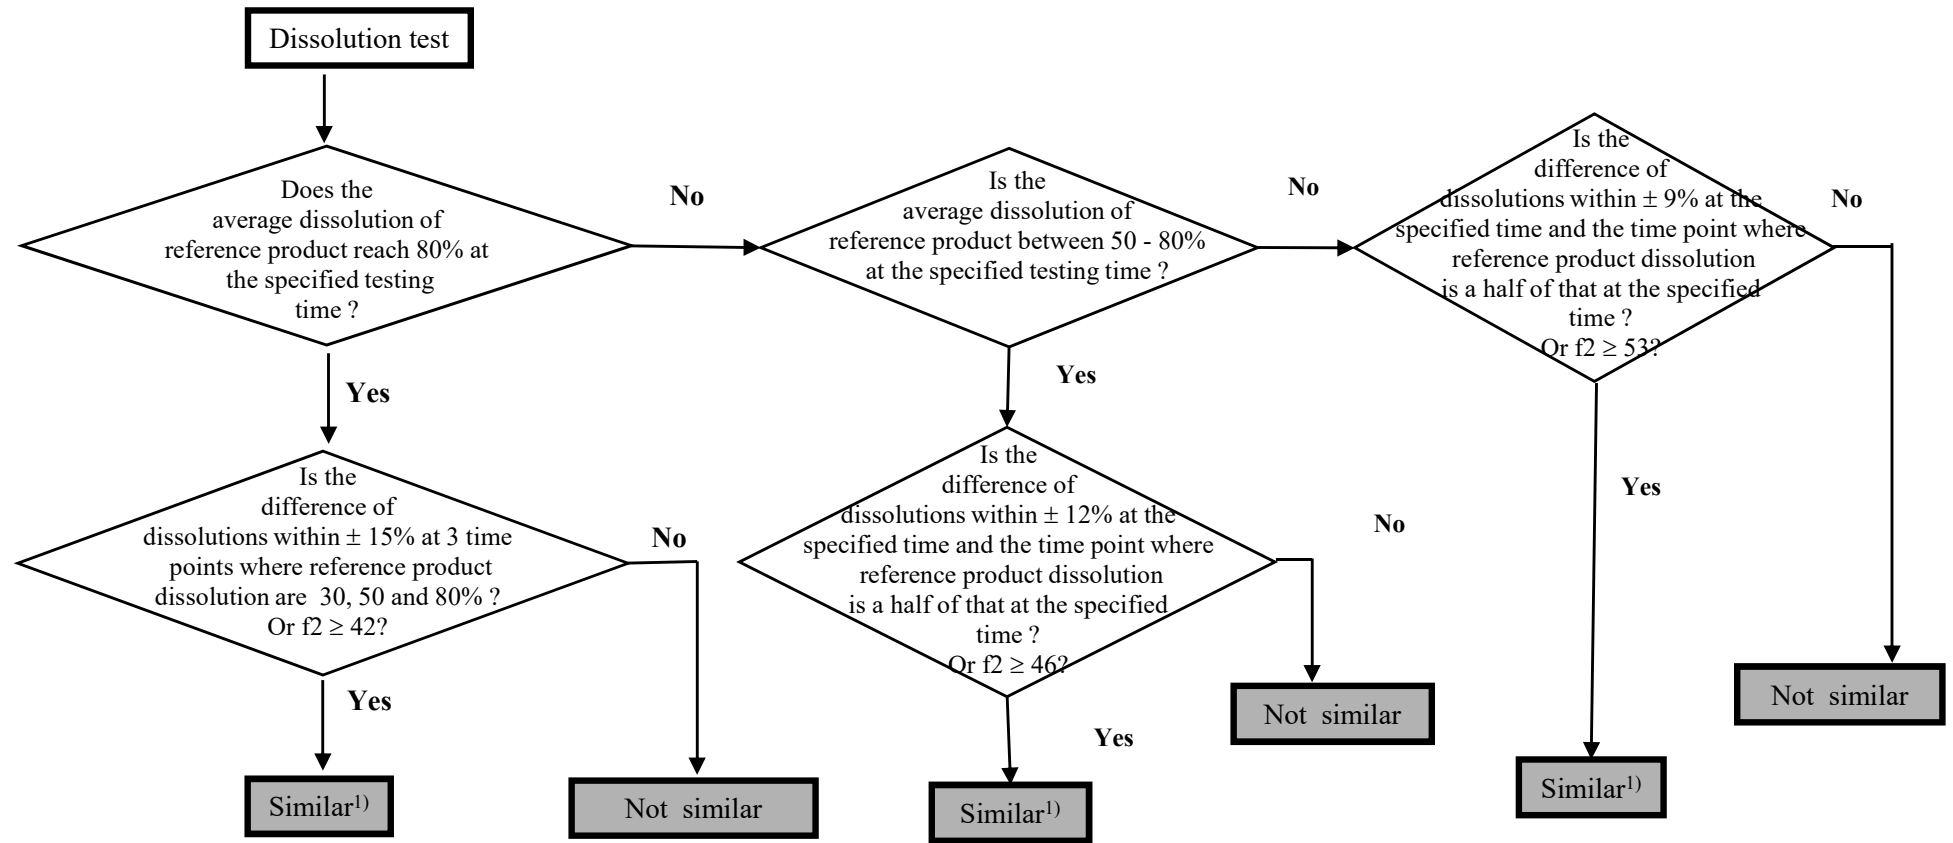 Dissolution test
Does the
average dissolution of
reference product reach 80% at
the specified testing
time ?
No
Is the
average dissolution of
reference product between 50 - 80%
at the specified testing time ?
No
Is the
difference of
dissolutions within ± 9% at the
specified time and the time point where
reference product dissolution
is a half of that at the specified
time ?
Or f2 ≥ 53?
No
Yes
Is the
difference of
dissolutions within ± 15% at 3 time
points where reference product
dissolution are 30, 50 and 80% ?
Or f2 ≥ 42?
No
Yes
Is the
difference of
dissolutions within ± 12% at the
specified time and the time point where
reference product dissolution
is a half of that at the specified
time ?
Or f2 ≥ 46?
No
Yes
Yes
Similar1)
Not similar
Yes
Similar1)
Not similar
Similar1)
Not similar